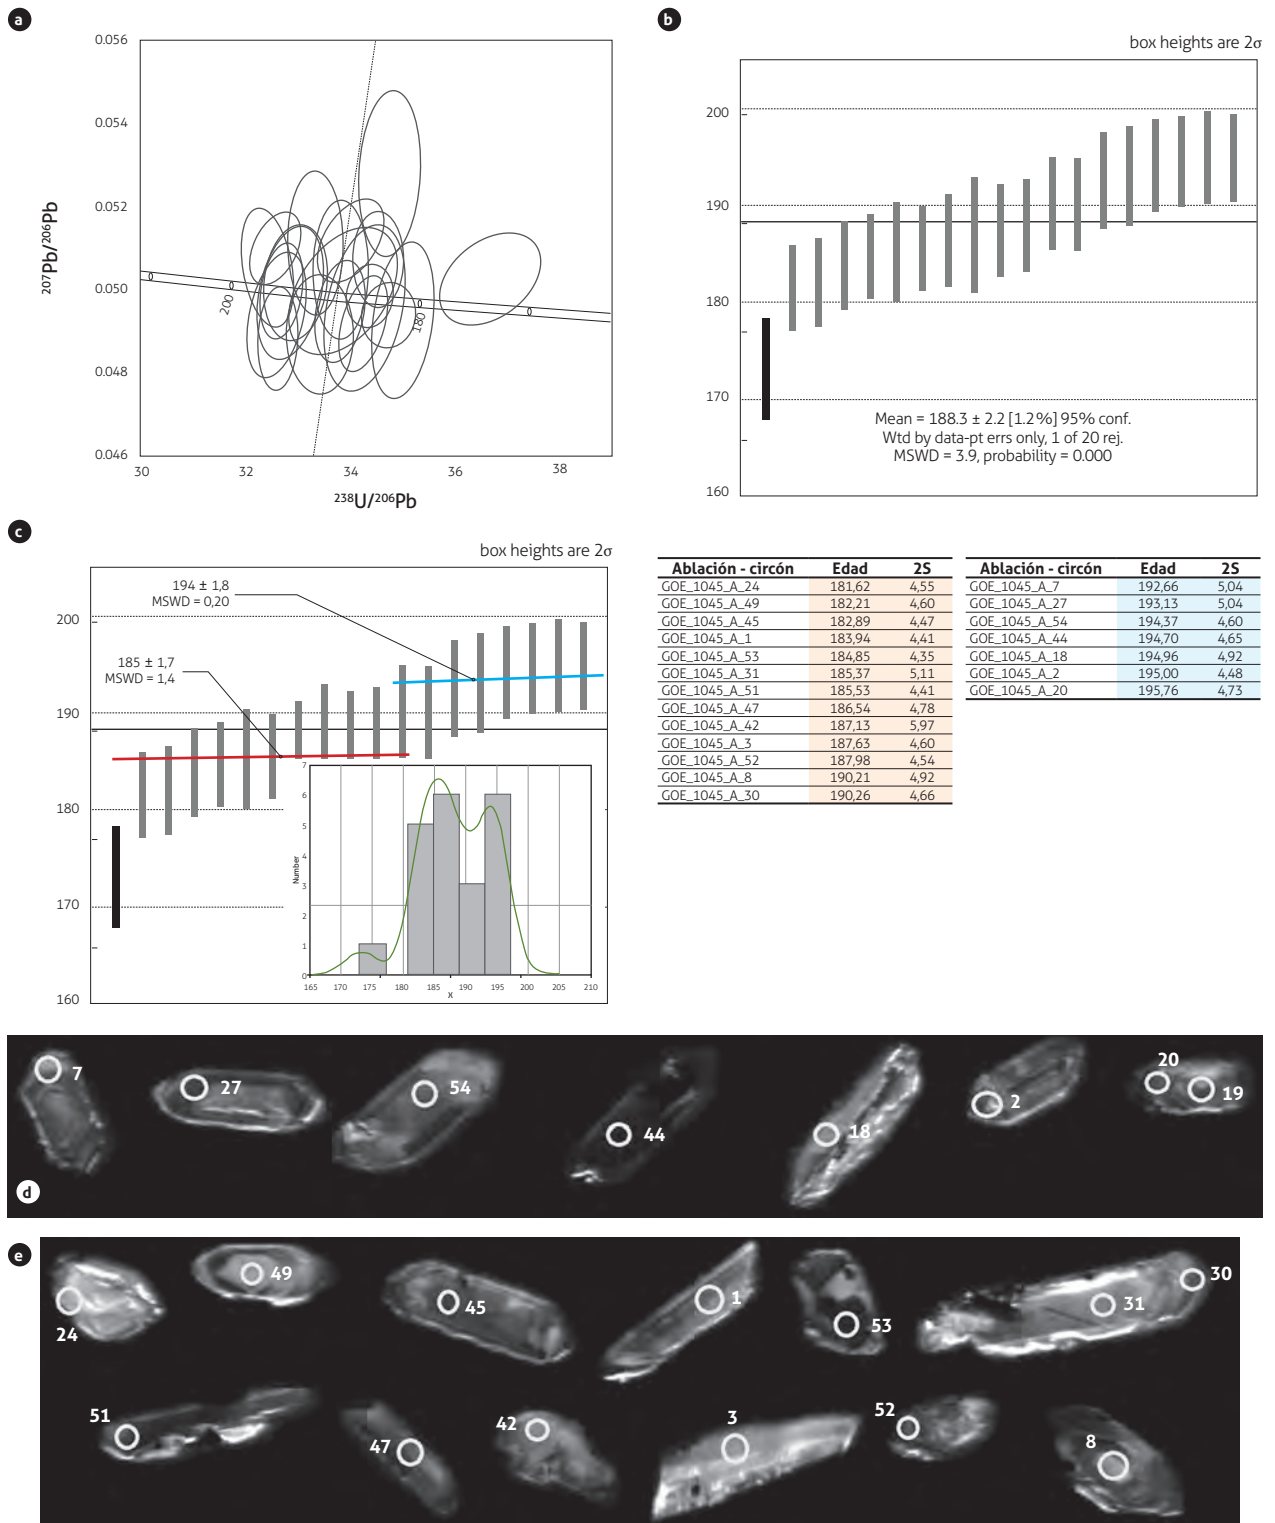 a
0.056
0.054
0.052
0.050
0.048
0.046
207Pb/206Pb
200
180
30 32 34 36 38
238U/206Pb
b
box heights are 2σ
200
190
180
170
160
Mean = 188.3 ± 2.2 [1.2%] 95% conf.
Wtd by data-pt errs only, 1 of 20 rej.
MSWD = 3.9, probability = 0.000
c
box heights are 2σ
200
190
180
170
160
194 ± 1,8
MSWD = 0,20
185 ± 1,7
MSWD = 1,4
7
6
5
4
3
2
1
0
Number
165 170 175 180 185 190 195 200 205 210
X
Ablación - circón Edad 2S
GOE_1045_A_24 181,62 4,55
GOE_1045_A_49 182,21 4,60
GOE_1045_A_45 182,89 4,47
GOE_1045_A_1 183,94 4,41
GOE_1045_A_53 184,85 4,35
GOE_1045_A_31 185,37 5,11
GOE_1045_A_51 185,53 4,41
GOE_1045_A_47 186,54 4,78
GOE_1045_A_42 187,13 5,97
GOE_1045_A_3 187,63 4,60
GOE_1045_A_52 187,98 4,54
GOE_1045_A_8 190,21 4,92
GOE_1045_A_30 190,26 4,66
Ablación - circón Edad 2S
GOE_1045_A_7 192,66 5,04
GOE_1045_A_27 193,13 5,04
GOE_1045_A_54 194,37 4,60
GOE_1045_A_44 194,70 4,65
GOE_1045_A_18 194,96 4,92
GOE_1045_A_2 195,00 4,48
GOE_1045_A_20 195,76 4,73
d
7 27 54 44 18 2 20 19
e
24 49 45 1 53 31 30
51 47 42 3 52 8